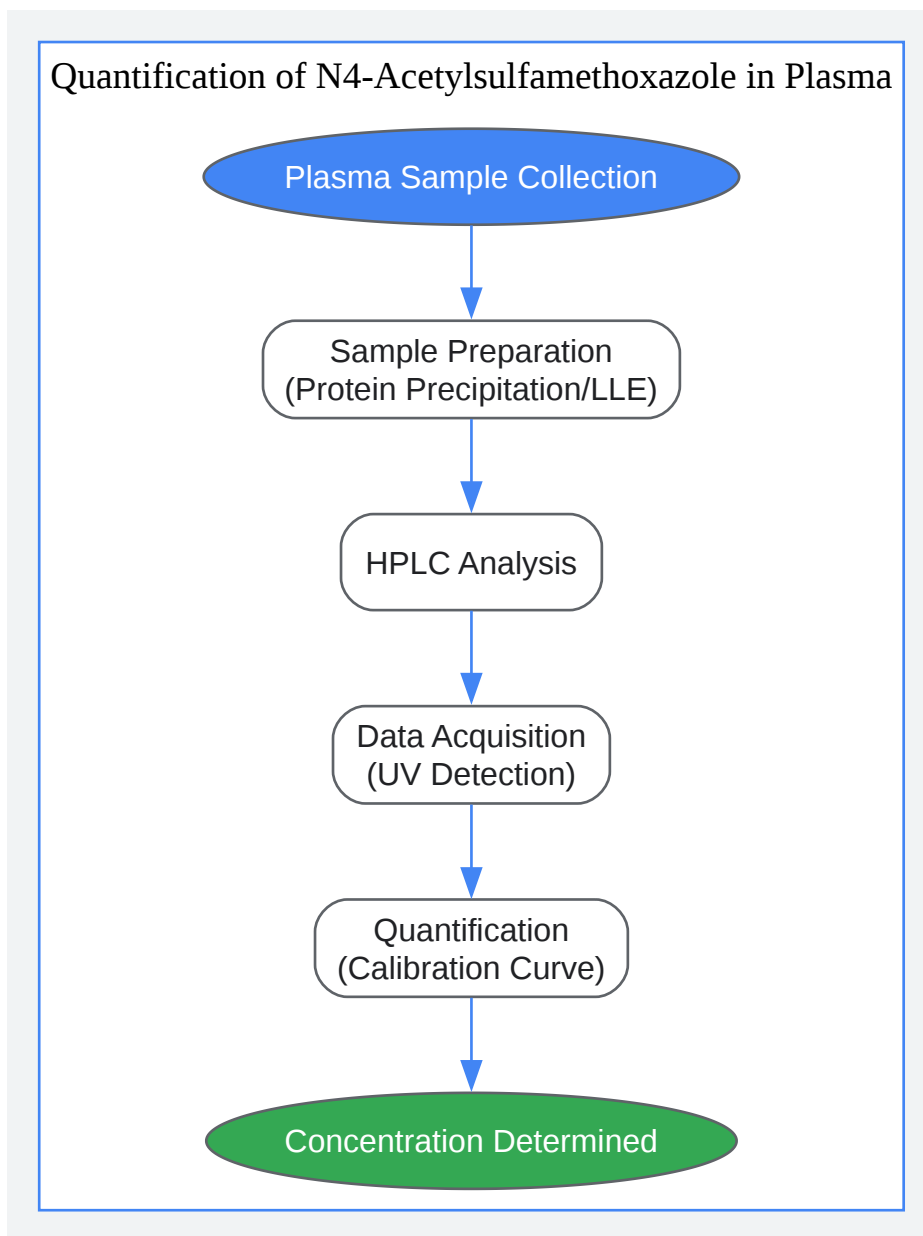 Quantification of N4-Acetylsulfamethoxazole in Plasma
Plasma Sample Collection
Sample Preparation
(Protein Precipitation/LLE)
HPLC Analysis
Data Acquisition
(UV Detection)
Quantification
(Calibration Curve)
Concentration Determined